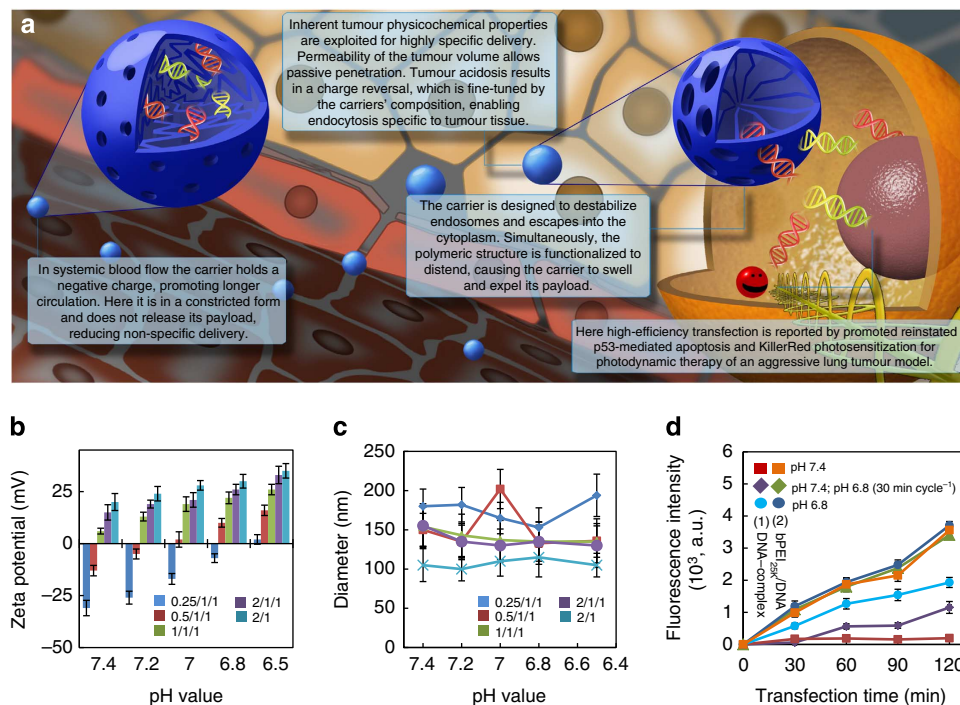 a
Inherent tumour physicochemical properties
are exploited for highly specific delivery.
Permeability of the tumour volume allows
passive penetration. Tumour acidosis results
in a charge reversal, which is fine-tuned by
the carriers' composition, enabling
endocytosis specific to tumour tissue.
The carrier is designed to destabilize
endosomes and escapes into the
cytoplasm. Simultaneously, the
polymeric structure is functionalized to
distend, causing the carrier to swell
and expel its payload.
In systemic blood flow the carrier holds a
negative charge, promoting longer
circulation. Here it is in a constricted form
and does not release its payload,
reducing non-specific delivery.
Here high-efficiency transfection is reported by promoted reinstated
p53-mediated apoptosis and KillerRed photosensitization for
photodynamic therapy of an aggressive lung tumour model.
b
Zeta potential (mV)
25
0
−25
−50
0.25/1/1
2/1/1
0.5/1/1
2/1
1/1/1
7.4 7.2 7 6.8 6.5
pH value
c
Diameter (nm)
250
200
150
100
50
0
0.25/1/1
2/1/1
0.5/1/1
2/1
1/1/1
7.4 7.2 7 6.8 6.6 6.4
pH value
d
Fluorescence intensity
(10³, a.u.)
6
5
4
3
2
1
0
pH 7.4
pH 7.4; pH 6.8 (30 min cycle⁻¹)
pH 6.8
(1) DNA–complex
(2) bPEI25K/DNA
0 30 60 90 120
Transfection time (min)